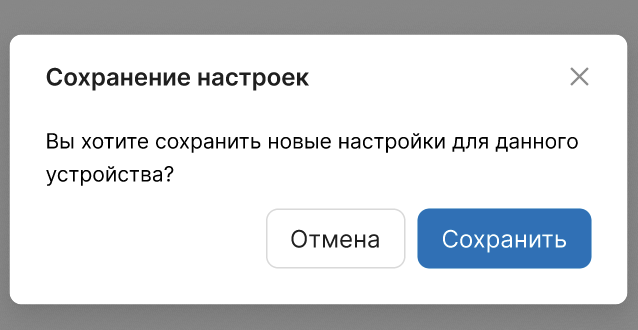 Сохранение настроек
Вы хотите сохранить новые настройки для данного
устройства?
Отмена
Сохранить